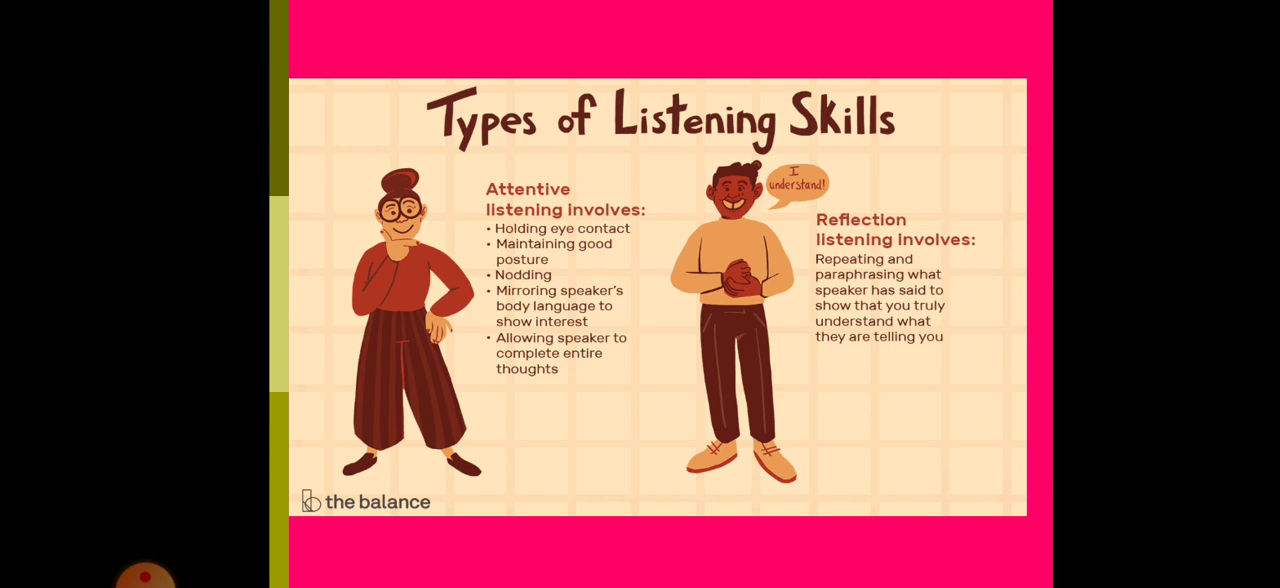 Types of Listening Skills
Attentive
listening involves:
• Holding eye contact
• Maintaining good
posture
• Nodding
• Mirroring speaker's
body language to
show interest
• Allowing speaker to
complete entire
thoughts
I
understand!
Reflection
listening involves:
Repeating and
paraphrasing what
speaker has said to
show that you truly
understand what
they are telling you
the balance